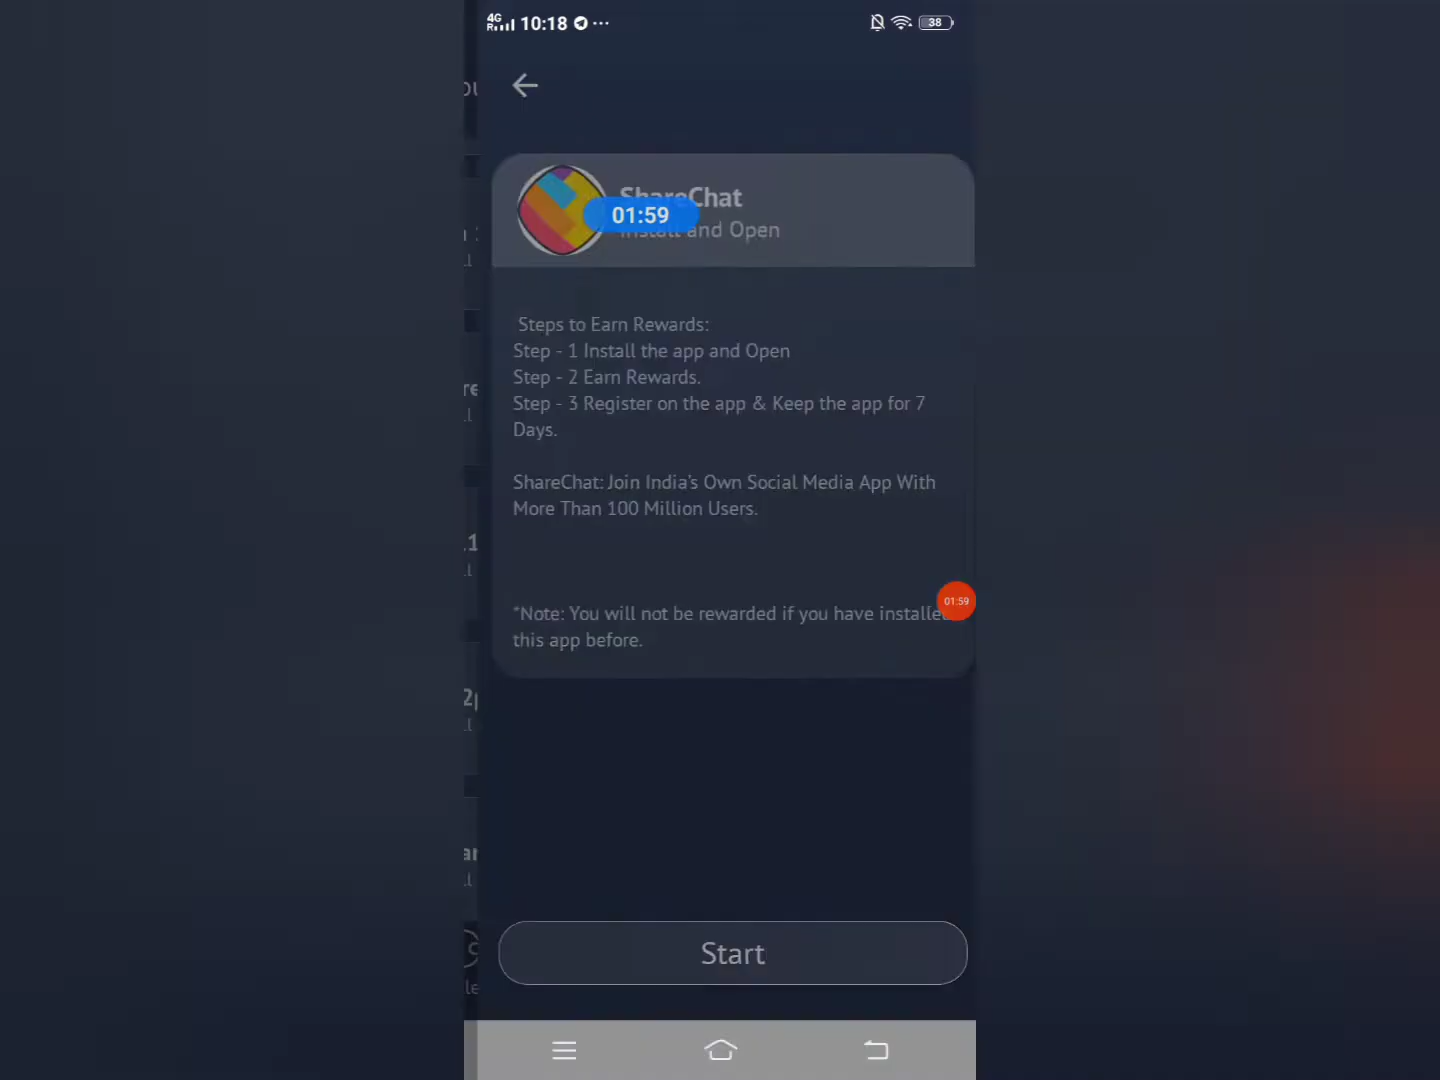 4G
R
10:18
38
01:59
ShareChat
Install and Open
Steps to Earn Rewards:
Step - 1 Install the app and Open
Step - 2 Earn Rewards.
Step - 3 Register on the app & Keep the app for 7
Days.
ShareChat: Join India's Own Social Media App With
More Than 100 Million Users.
01:59
*Note: You will not be rewarded if you have installe
this app before.
Start